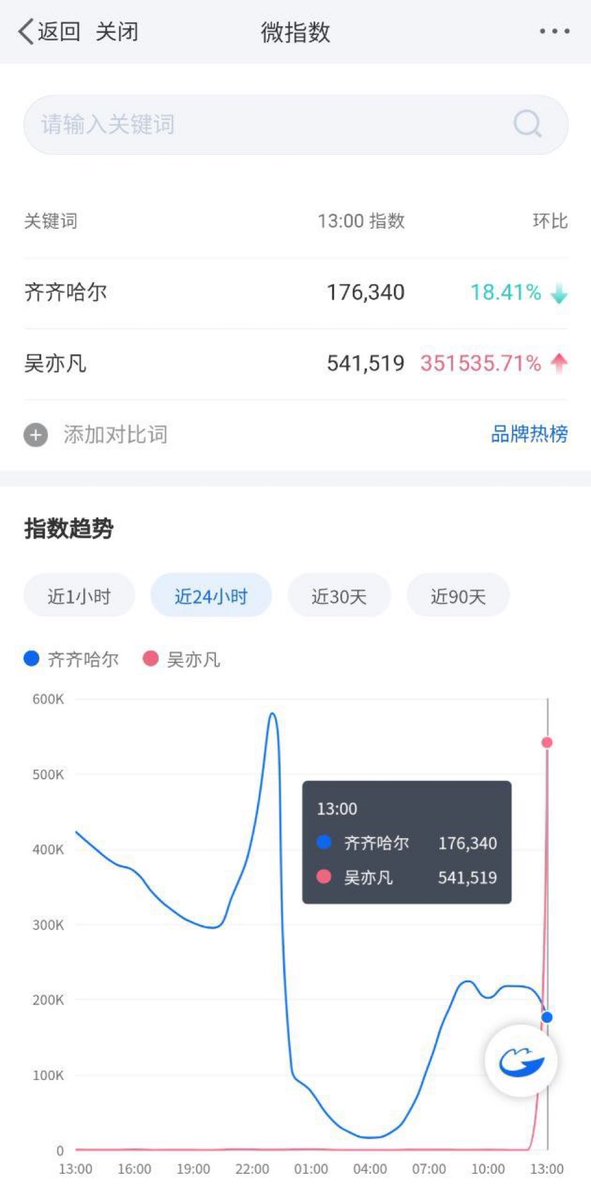 返回 关闭 微指数
请输入关键词
关键词 13:00 指数 环比
齐齐哈尔 176,340 18.41%
吴亦凡 541,519 351535.71%
添加对比词 品牌热榜
指数趋势
近1小时 近24小时 近30天 近90天
齐齐哈尔 吴亦凡
600K
500K
13:00
齐齐哈尔 176,340
400K
吴亦凡 541,519
300K
200K
100K
0
13:00 16:00 19:00 22:00 01:00 04:00 07:00 10:00 13:00